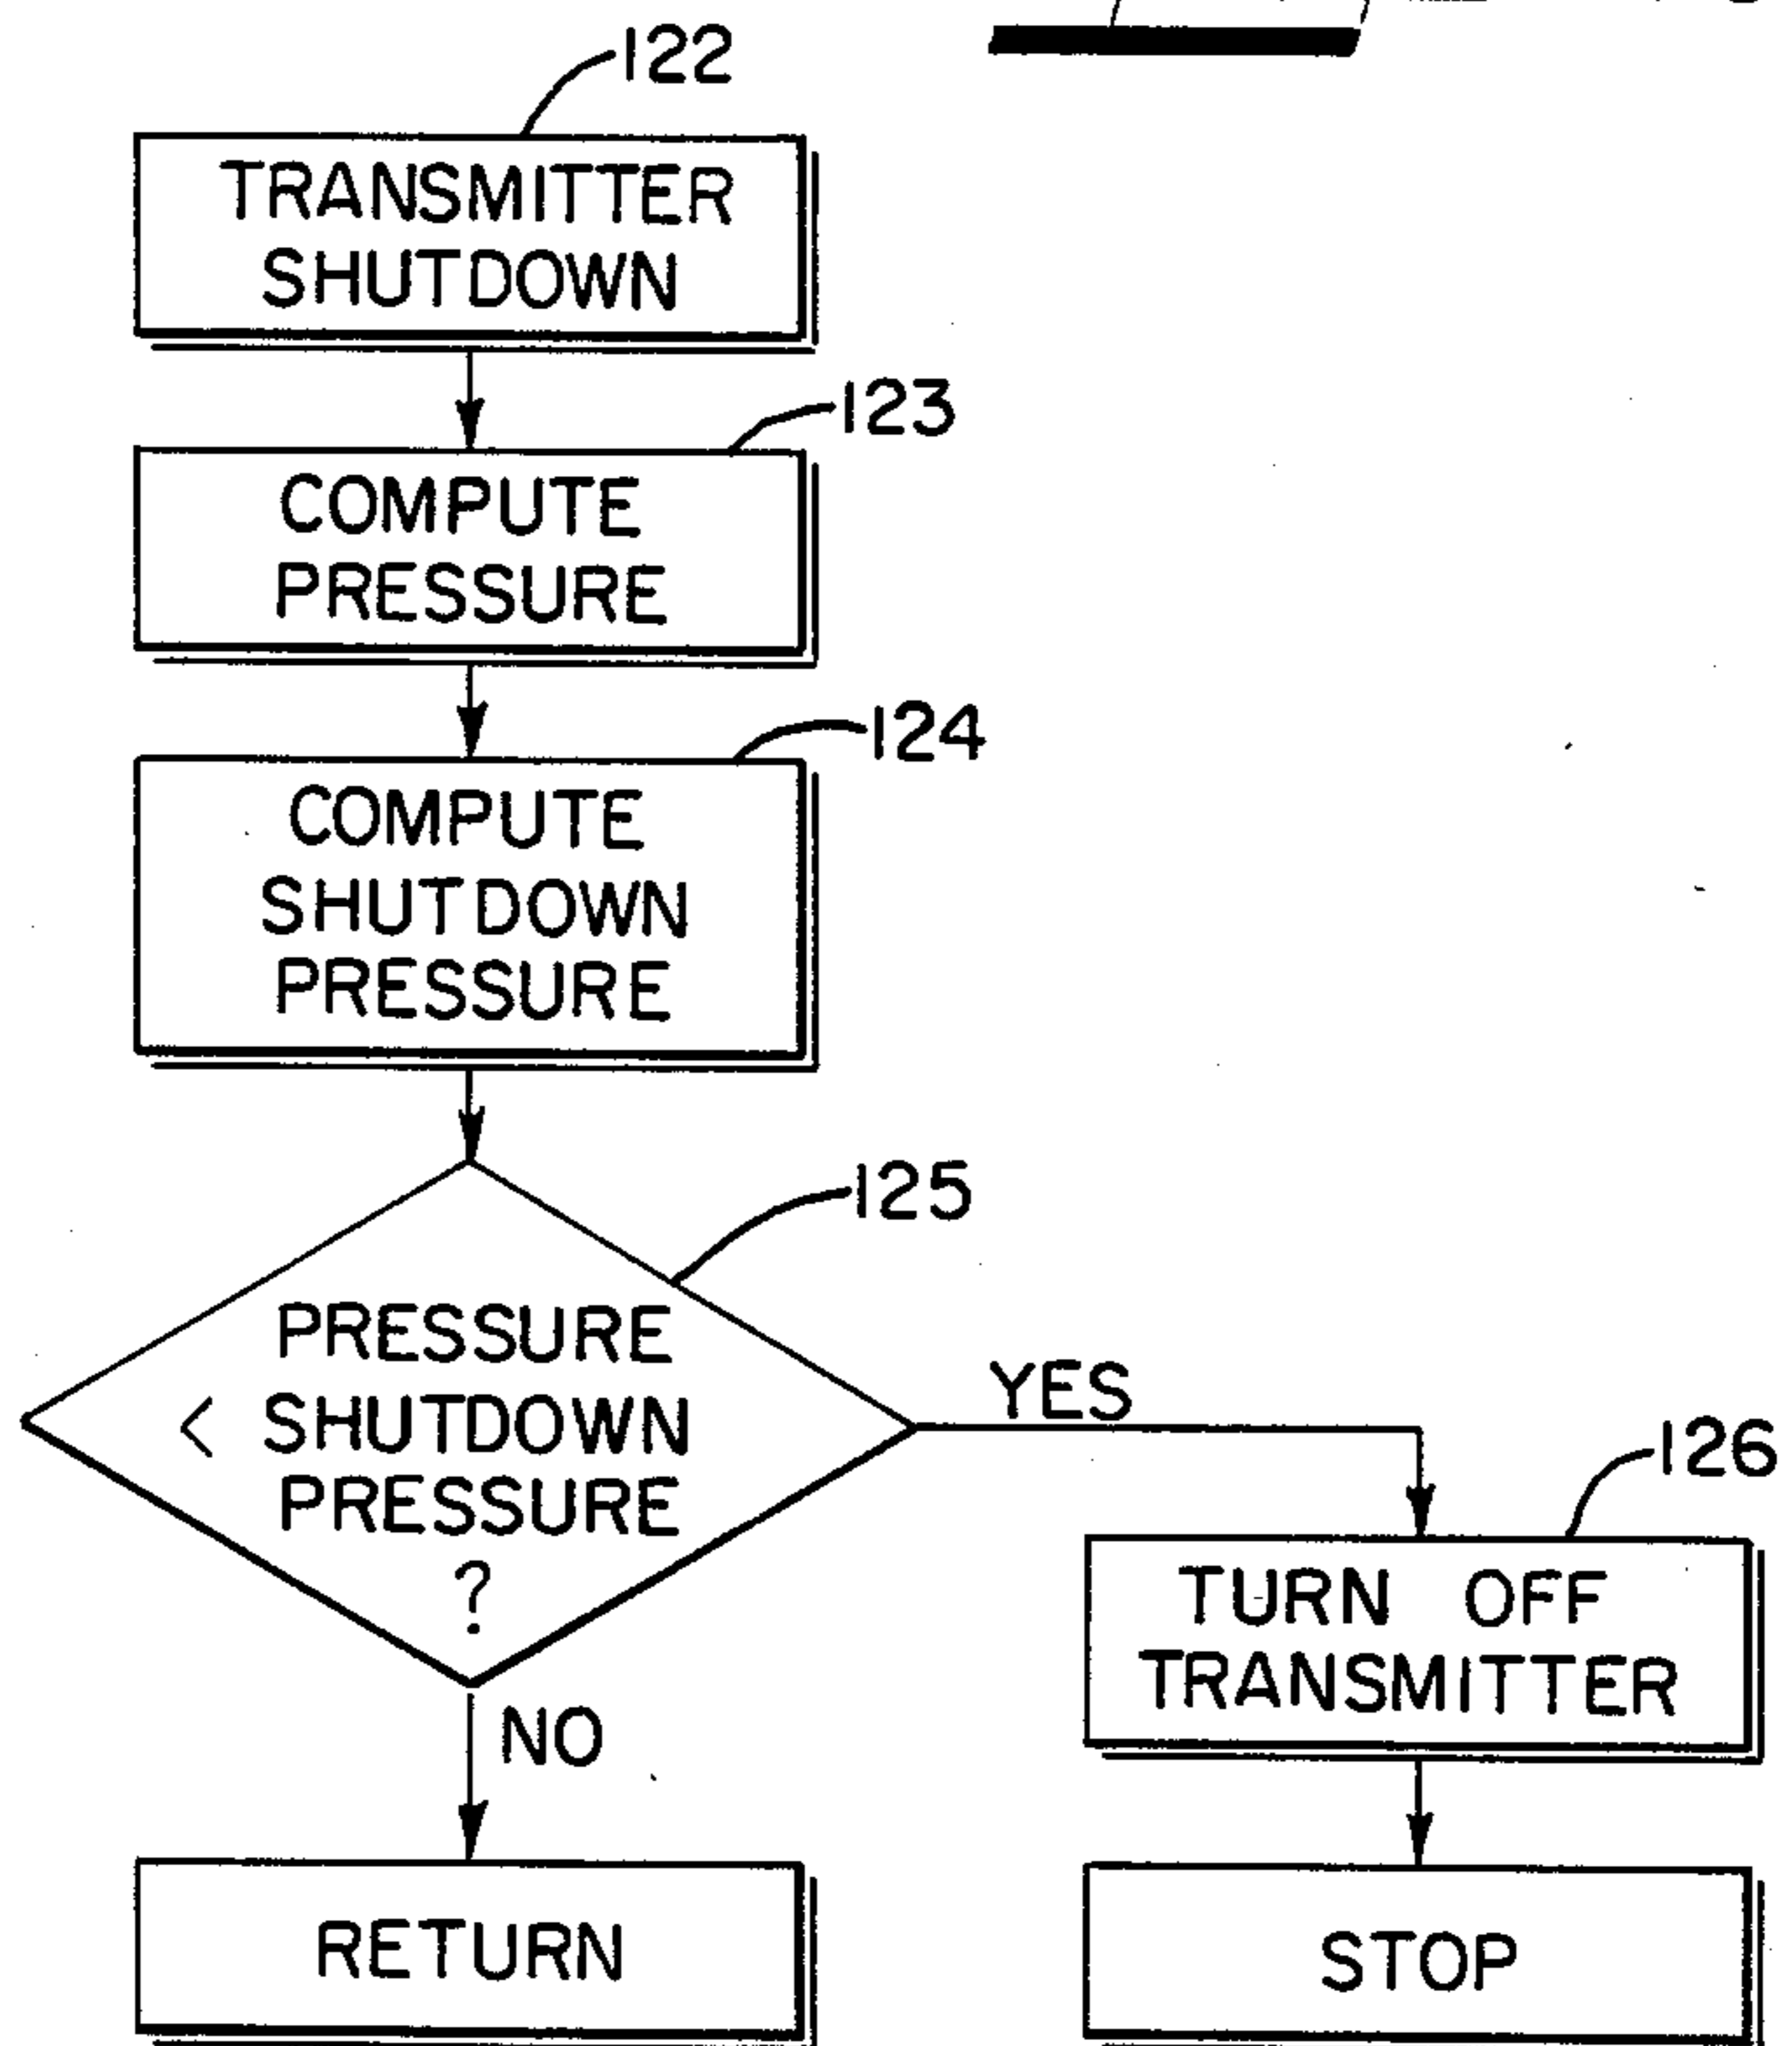 122
TRANSMITTER
SHUTDOWN
123
COMPUTE
PRESSURE
124
COMPUTE
SHUTDOWN
PRESSURE
125
PRESSURE
< SHUTDOWN
PRESSURE
?
YES
126
TURN OFF
TRANSMITTER
NO
RETURN
STOP